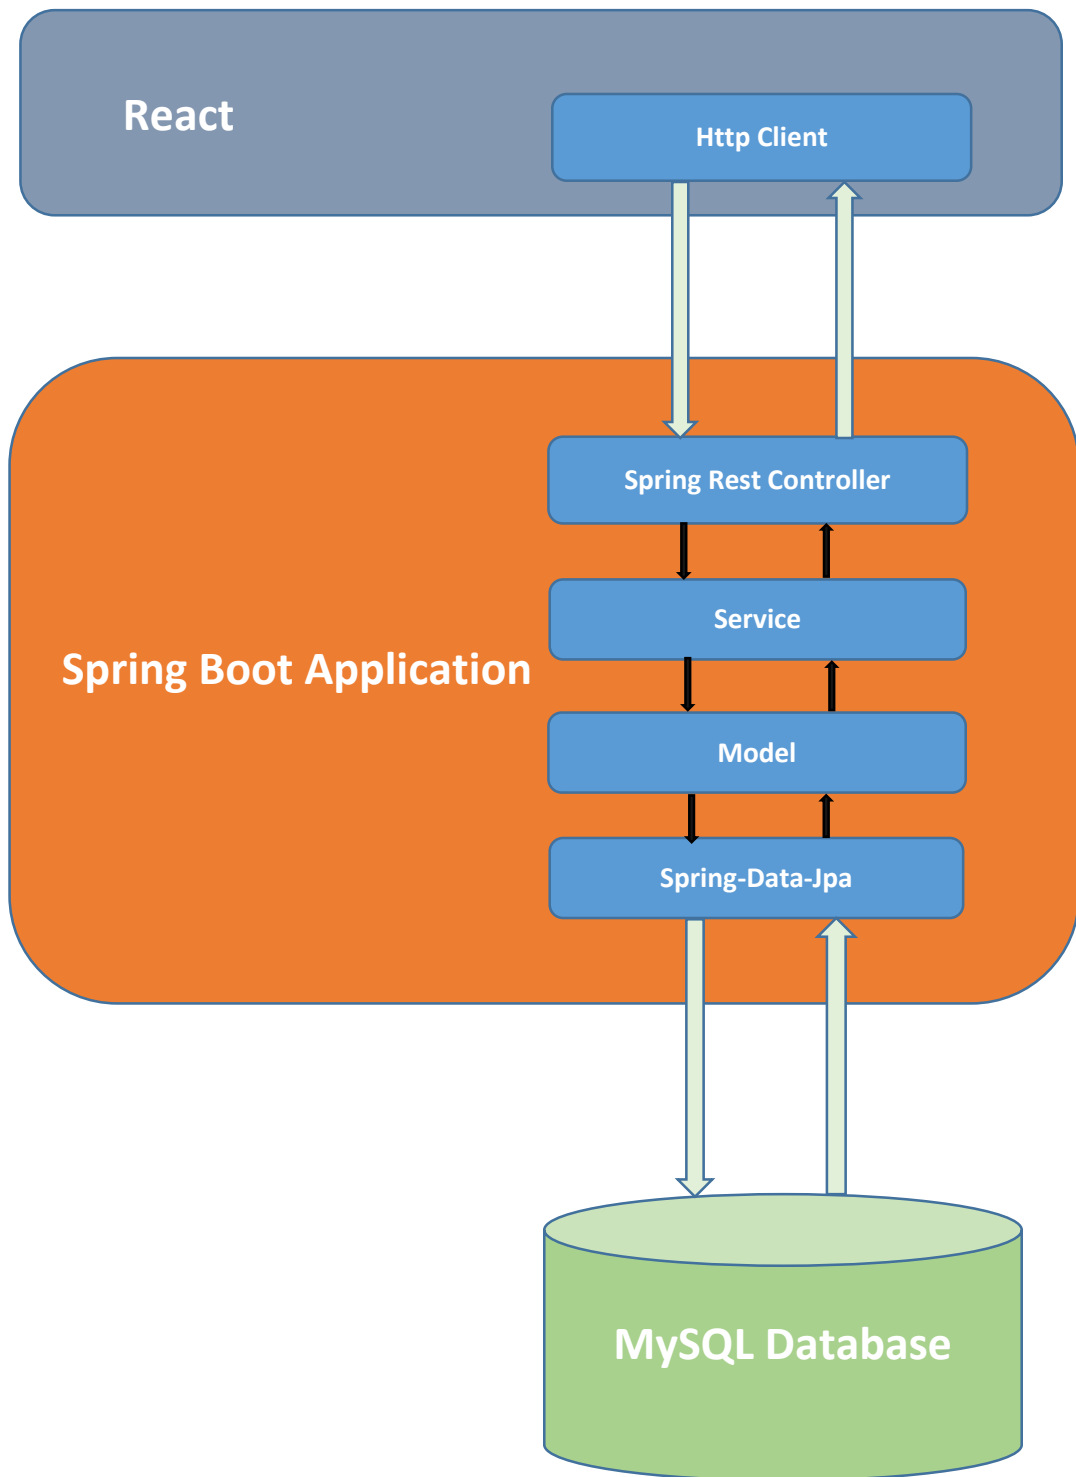 React
Http Client
Spring Rest Controller
Service
Spring Boot Application
Model
Spring-Data-Jpa
MySQL Database